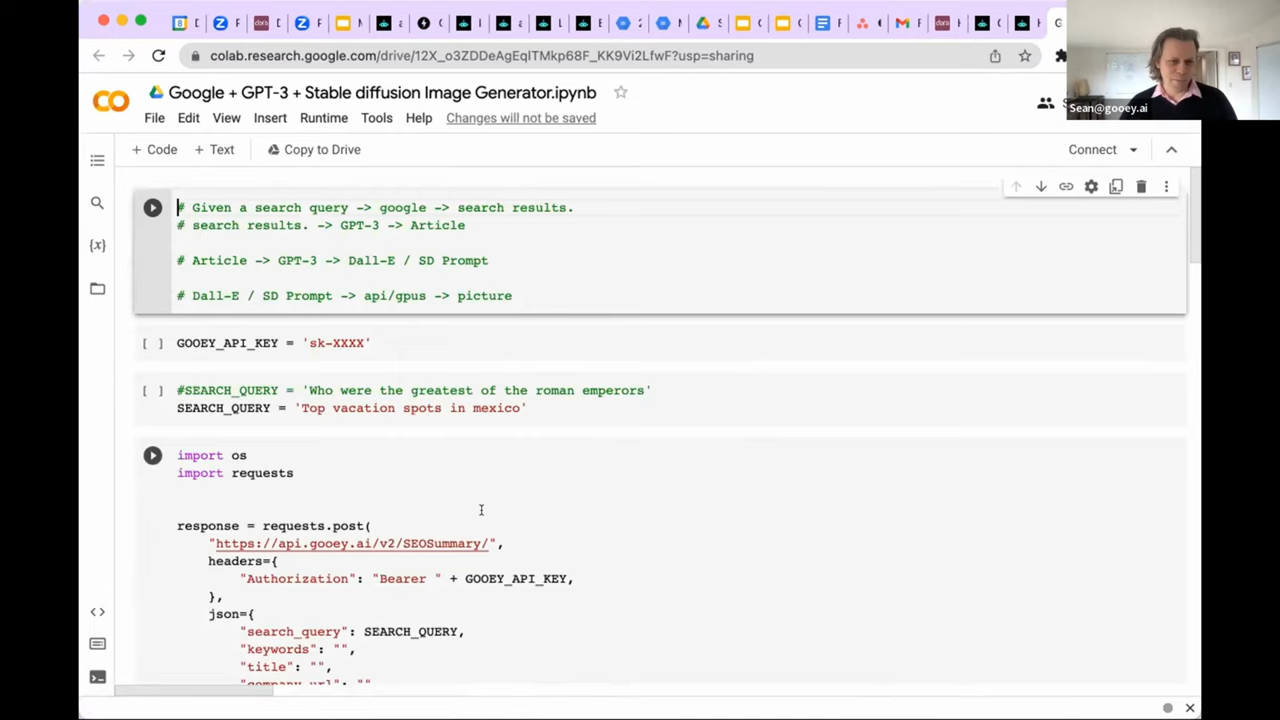 colab.research.google.com/drive/12X_o3ZDDeAgEqITMkp68F_KK9Vi2LfwF?usp=sharing
Sean@gooey.ai
Google + GPT-3 + Stable diffusion Image Generator.ipynb
File Edit View Insert Runtime Tools Help Changes will not be saved
+ Code + Text Copy to Drive Connect
# Given a search query -> google -> search results.
# search results. -> GPT-3 -> Article
# Article -> GPT-3 -> Dall-E / SD Prompt
# Dall-E / SD Prompt -> api/gpus -> picture
[ ] GOOEY_API_KEY = 'sk-XXXX'
[ ] #SEARCH_QUERY = 'Who were the greatest of the roman emperors'
SEARCH_QUERY = 'Top vacation spots in mexico'
import os
import requests
response = requests.post(
"https://api.gooey.ai/v2/SEOSummary/",
headers={
"Authorization": "Bearer " + GOOEY_API_KEY,
},
json={
"search_query": SEARCH_QUERY,
"keywords": "",
"title": "",
"company_url": ""